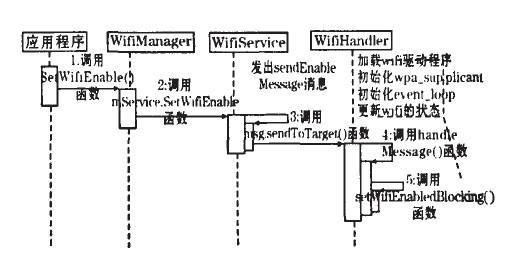 应用程序
WifiManager
WifiService
WifiHandler
1.调用
SetWifiEnable()
函数
2:调用
mService.SetWifiEnable
函数
发出sendEnable
Message消息
3:调用
msg.sendToTarget()函数
加载wifi驱动程序
初始化wpa_supplicant
初始化event_loop
更新wifi的状态
4:调用handle
Message()函数
5:调用
setWifiEnabledBlocking()
函数